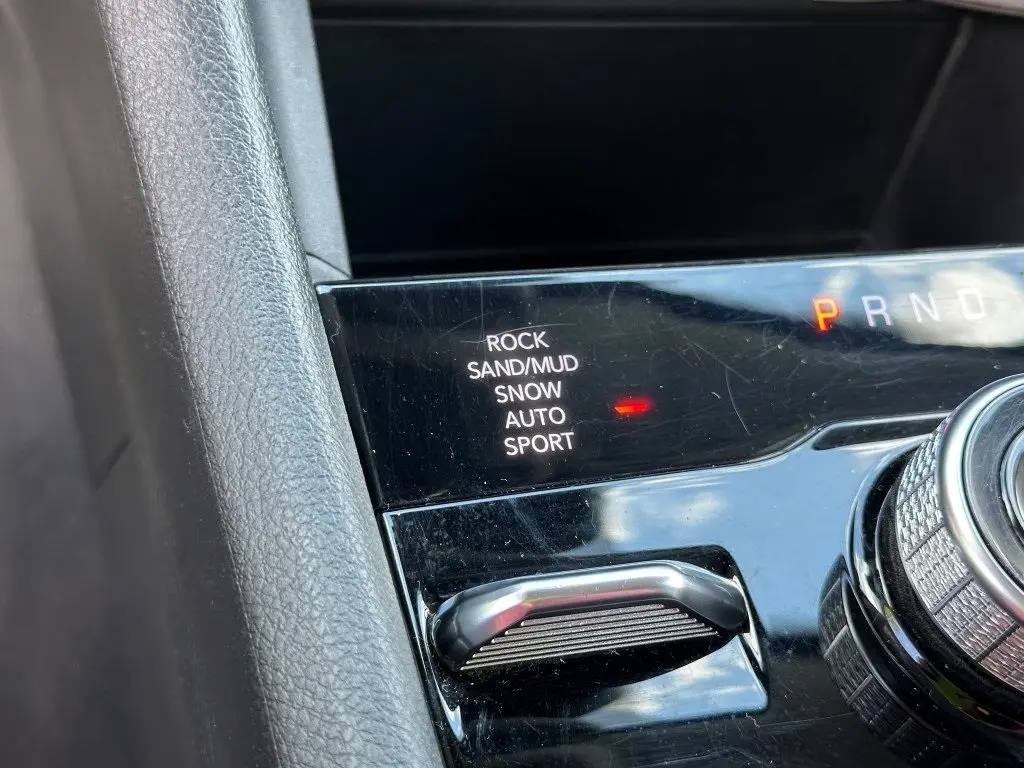 ROCK
SAND/MUD
SNOW
AUTO
SPORT
P R N D